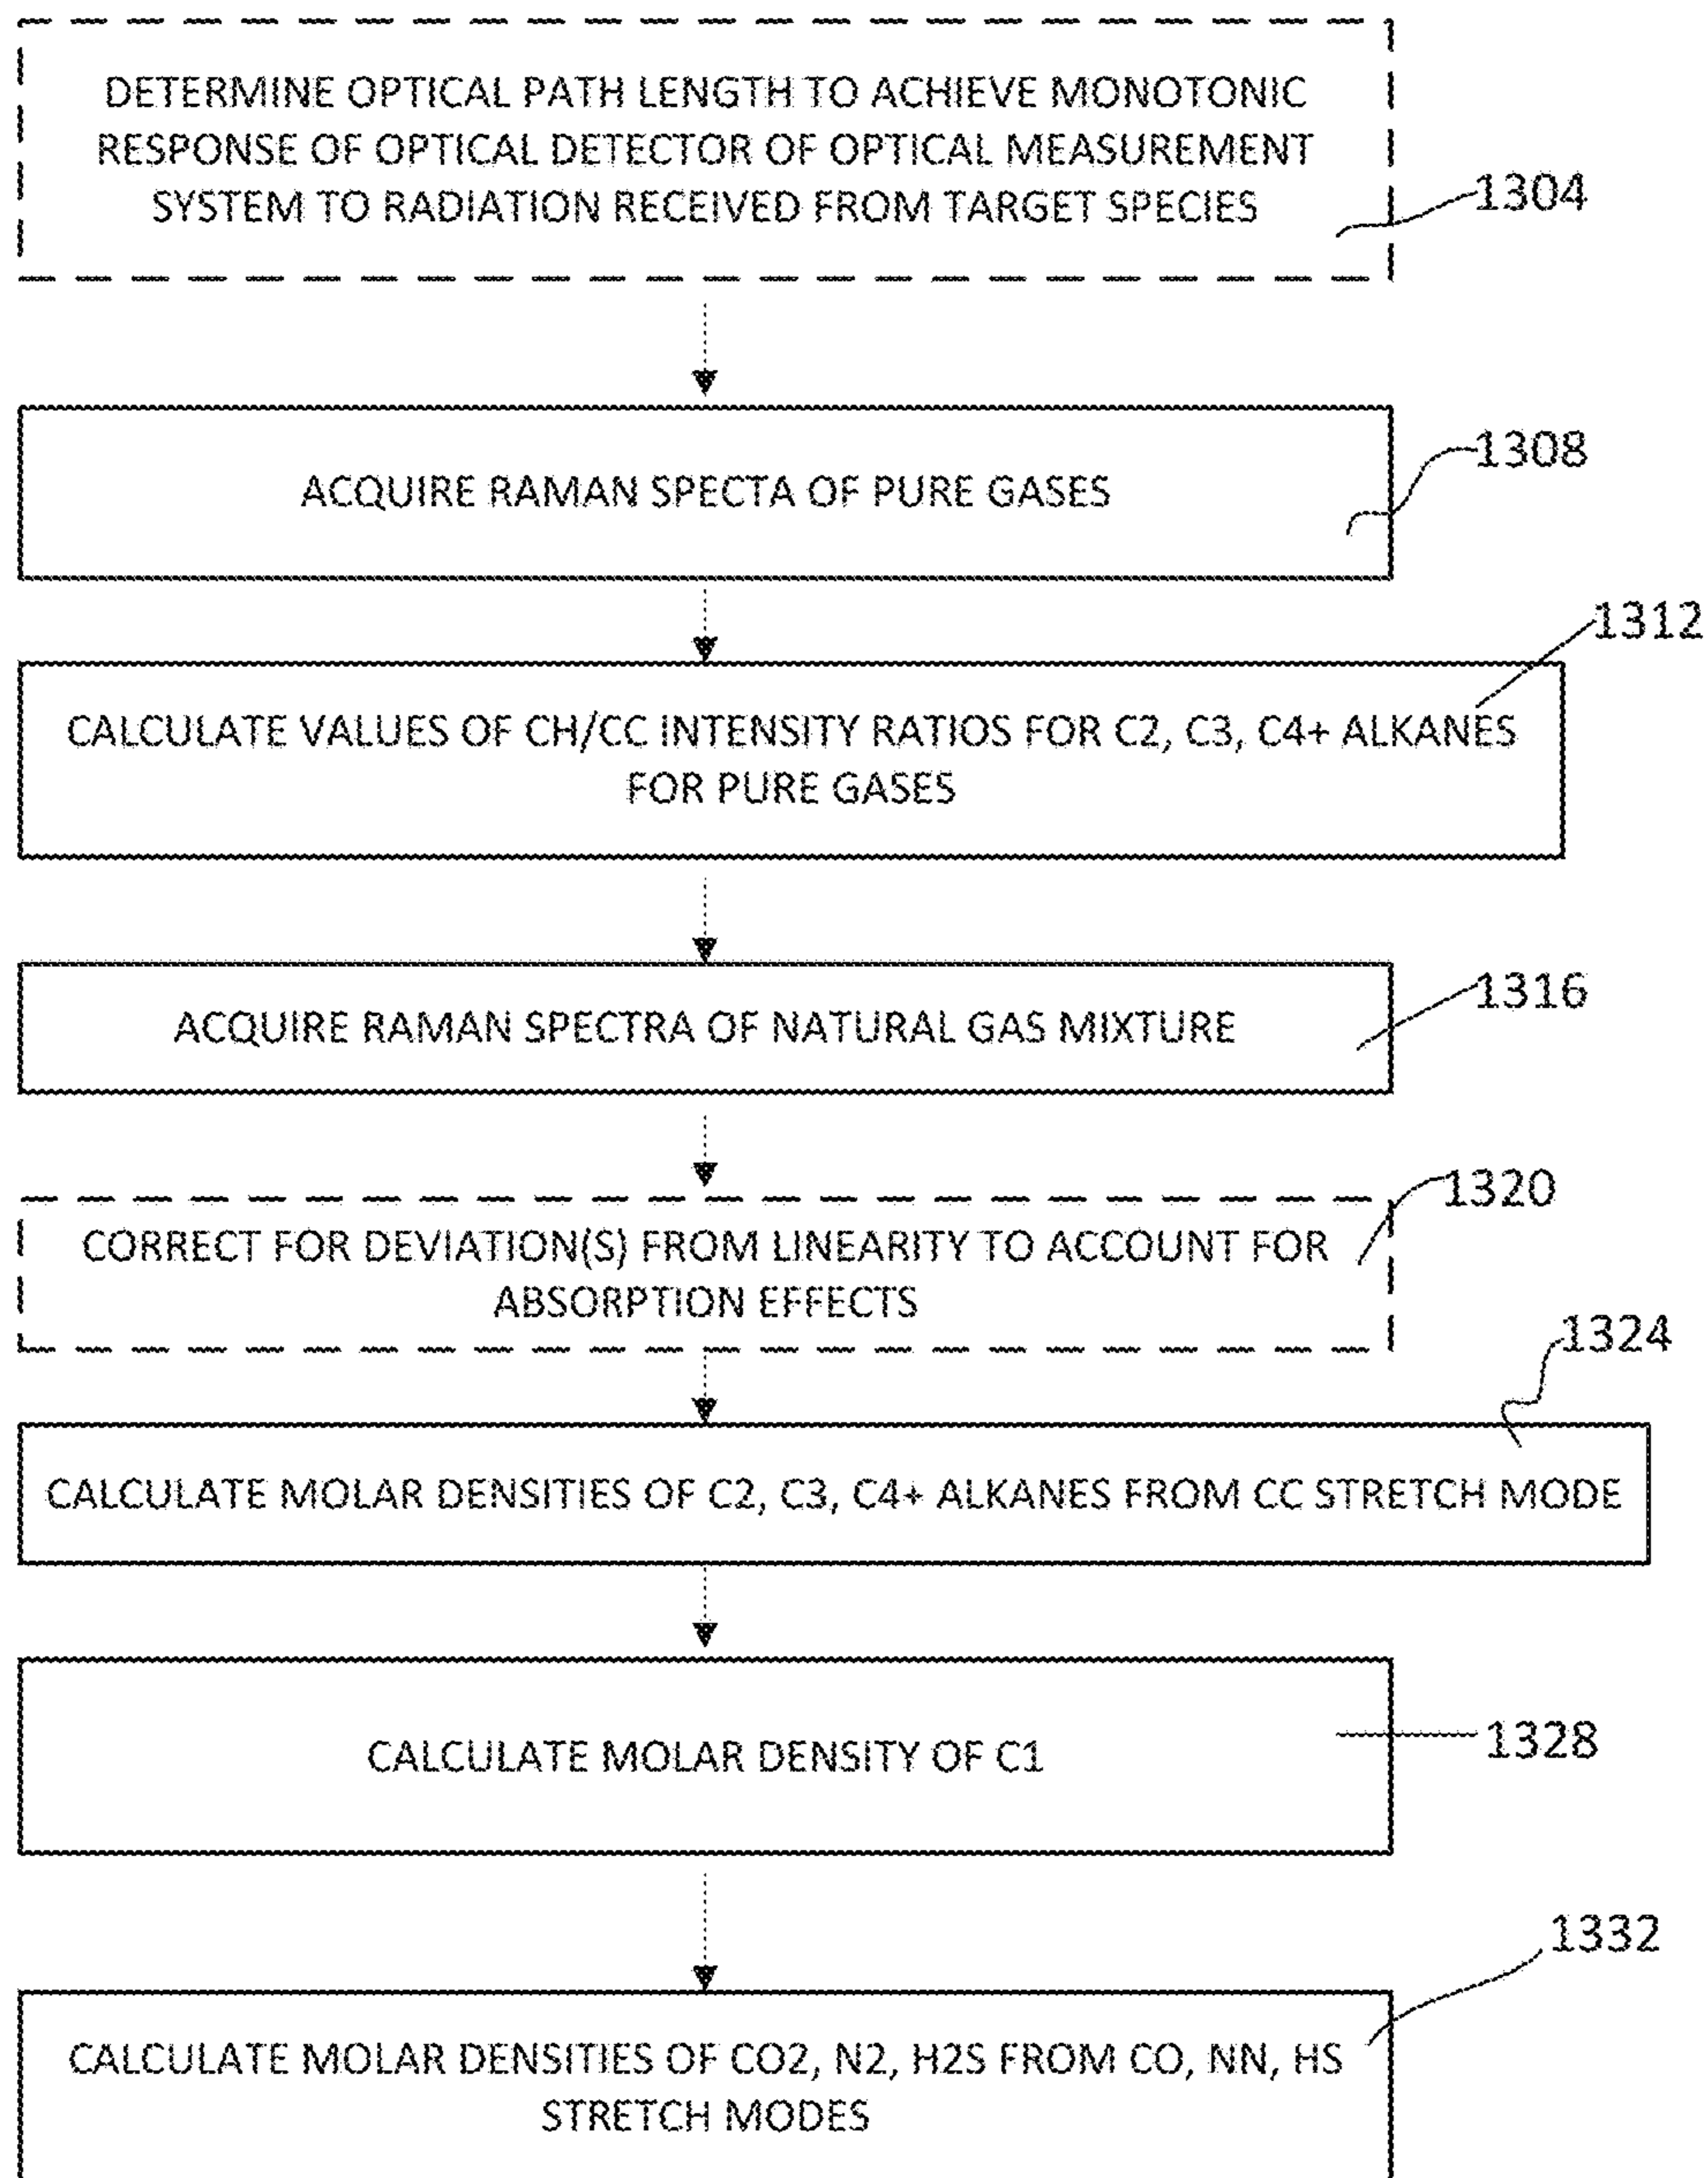 DETERMINE OPTICAL PATH LENGTH TO ACHIEVE MONOTONIC
RESPONSE OF OPTICAL DETECTOR OF OPTICAL MEASUREMENT
SYSTEM TO RADIATION RECEIVED FROM TARGET SPECIES
1304
ACQUIRE RAMAN SPECTA OF PURE GASES
1308
CALCULATE VALUES OF CH/CC INTENSITY RATIOS FOR C2, C3, C4+ ALKANES
FOR PURE GASES
1312
ACQUIRE RAMAN SPECTRA OF NATURAL GAS MIXTURE
1316
CORRECT FOR DEVIATION(S) FROM LINEARITY TO ACCOUNT FOR
ABSORPTION EFFECTS
1320
CALCULATE MOLAR DENSITIES OF C2, C3, C4+ ALKANES FROM CC STRETCH MODE
1324
CALCULATE MOLAR DENSITY OF C1
1328
CALCULATE MOLAR DENSITIES OF CO2, N2, H2S FROM CO, NN, HS
STRETCH MODES
1332